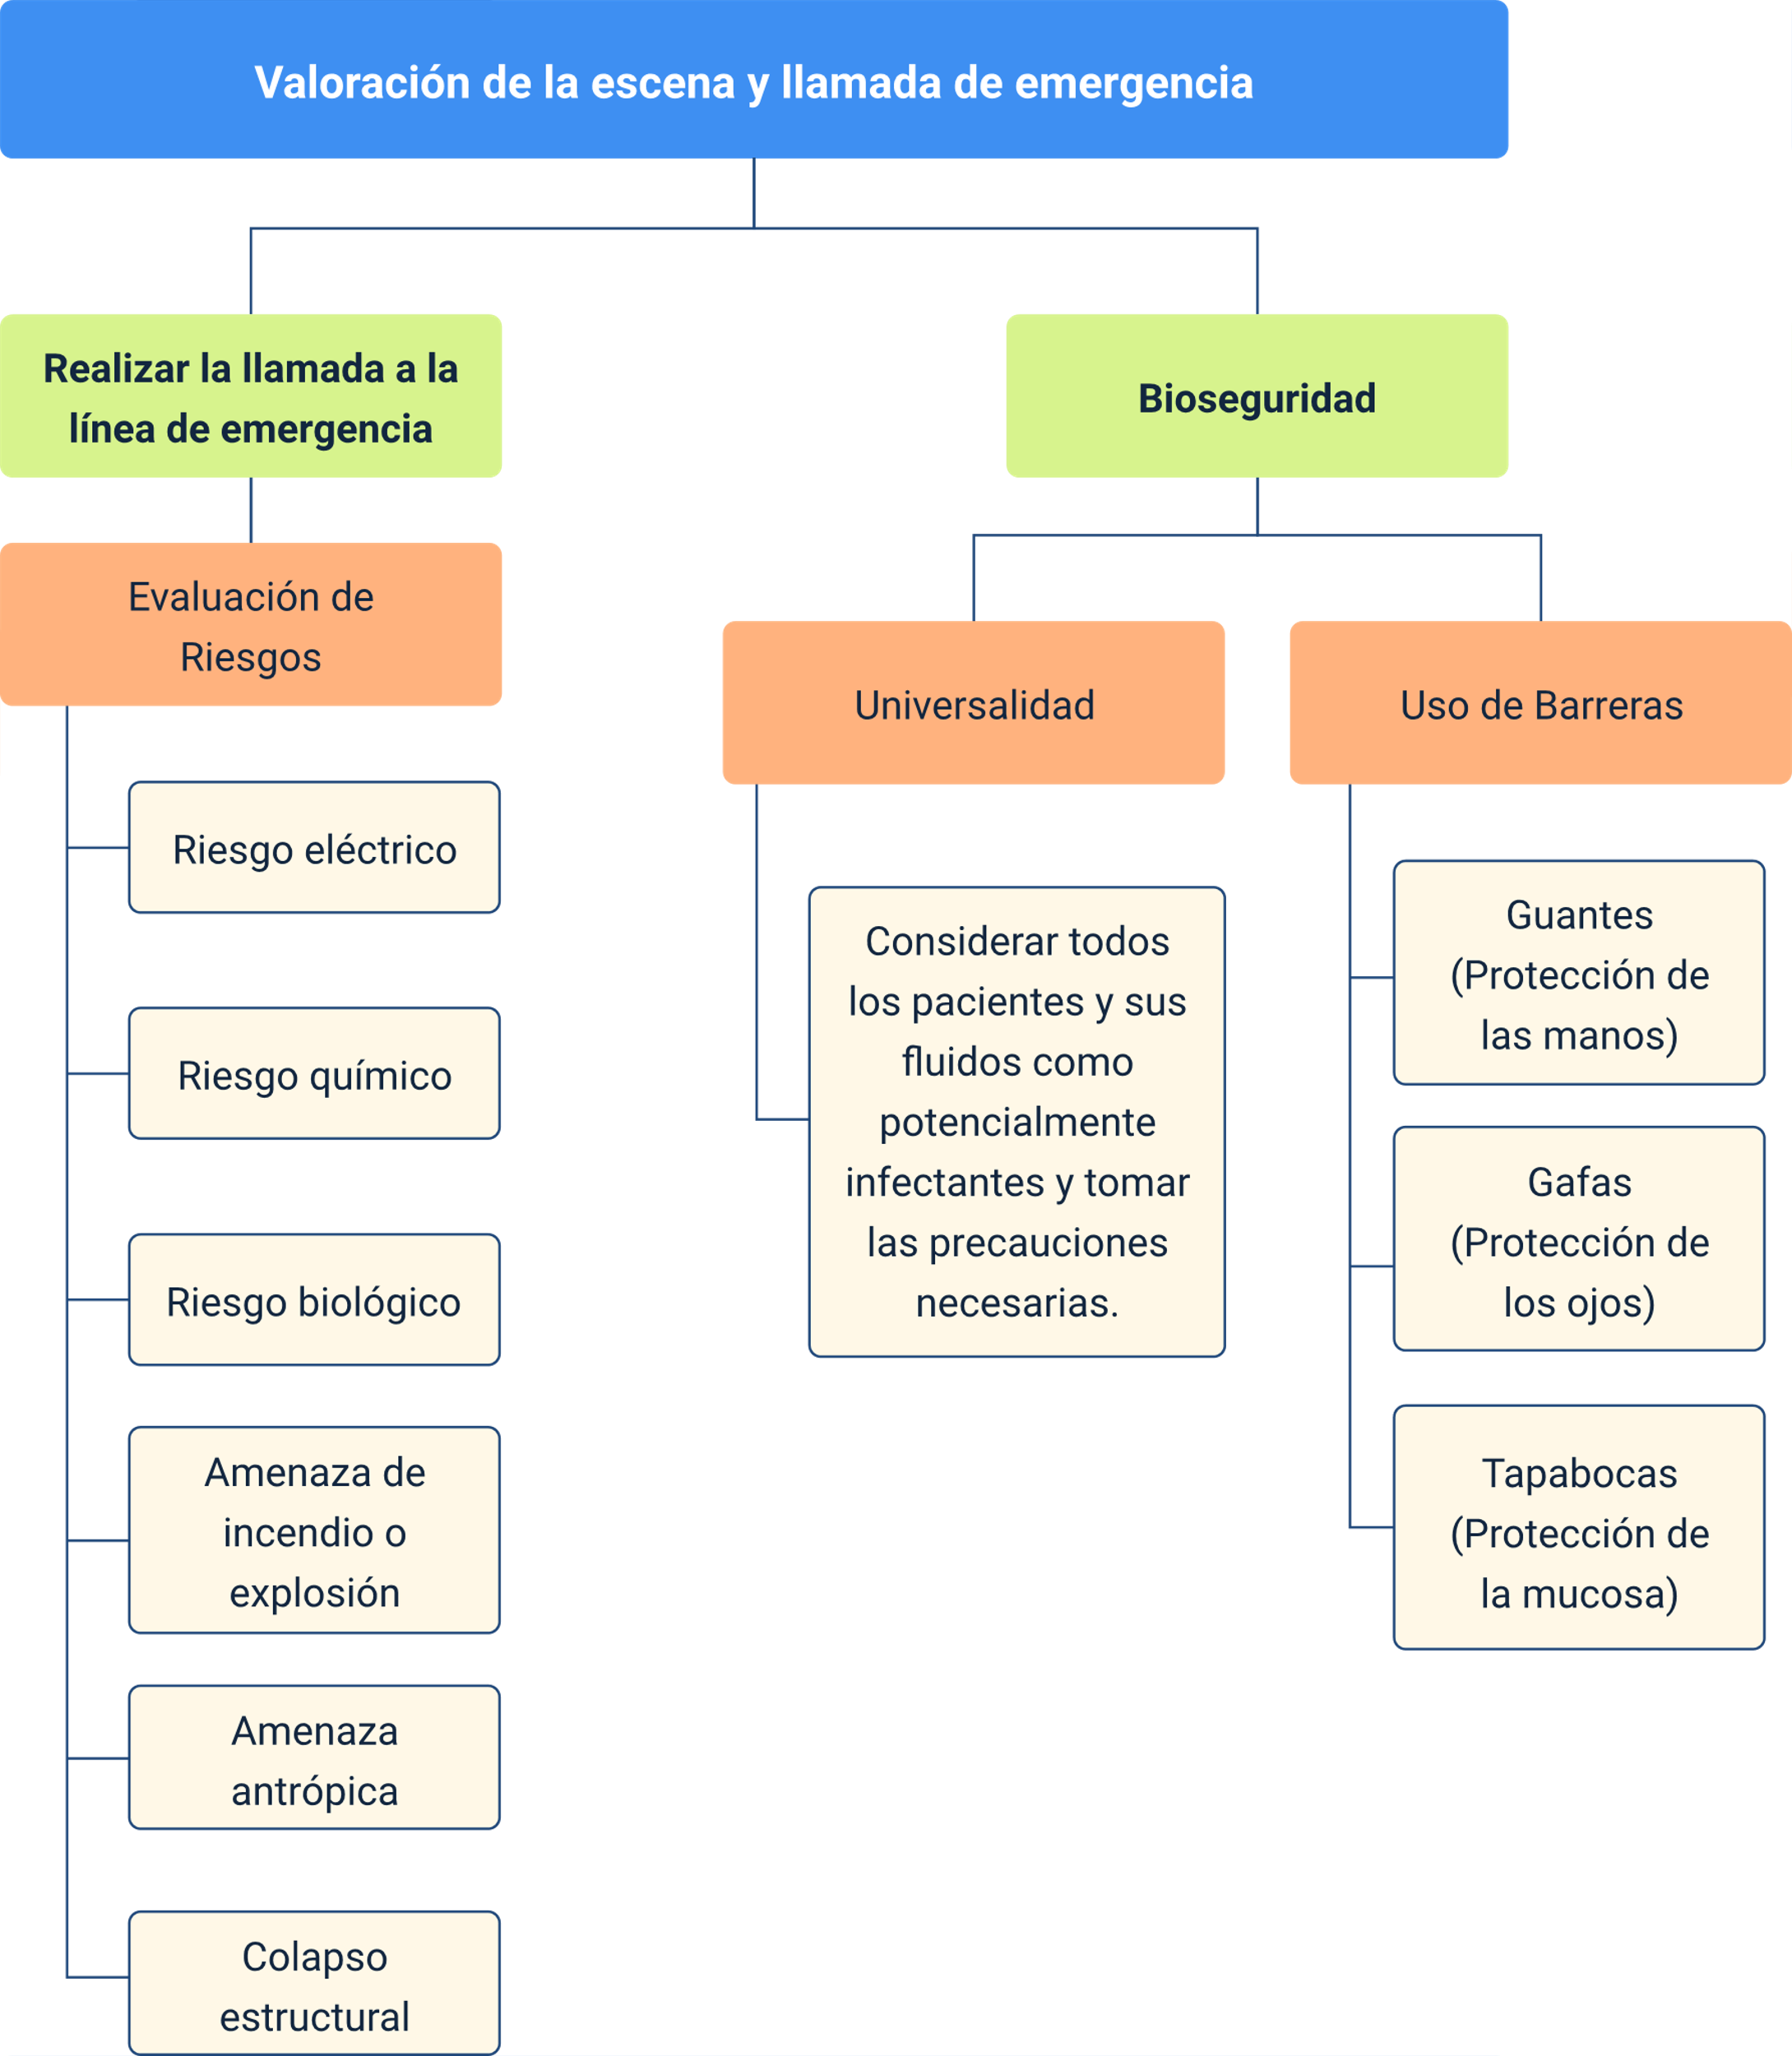 Valoración de la escena y llamada de emergencia
Realizar la llamada a la
línea de emergencia
Bioseguridad
Evaluación de
Riesgos
Universalidad
Uso de Barreras
Riesgo eléctrico
Riesgo químico
Riesgo biológico
Amenaza de
incendio o
explosión
Amenaza
antrópica
Colapso
estructural
Considerar todos
los pacientes y sus
fluidos como
potencialmente
infectantes y tomar
las precauciones
necesarias.
Guantes
(Protección de
las manos)
Gafas
(Protección de
los ojos)
Tapabocas
(Protección de
la mucosa)